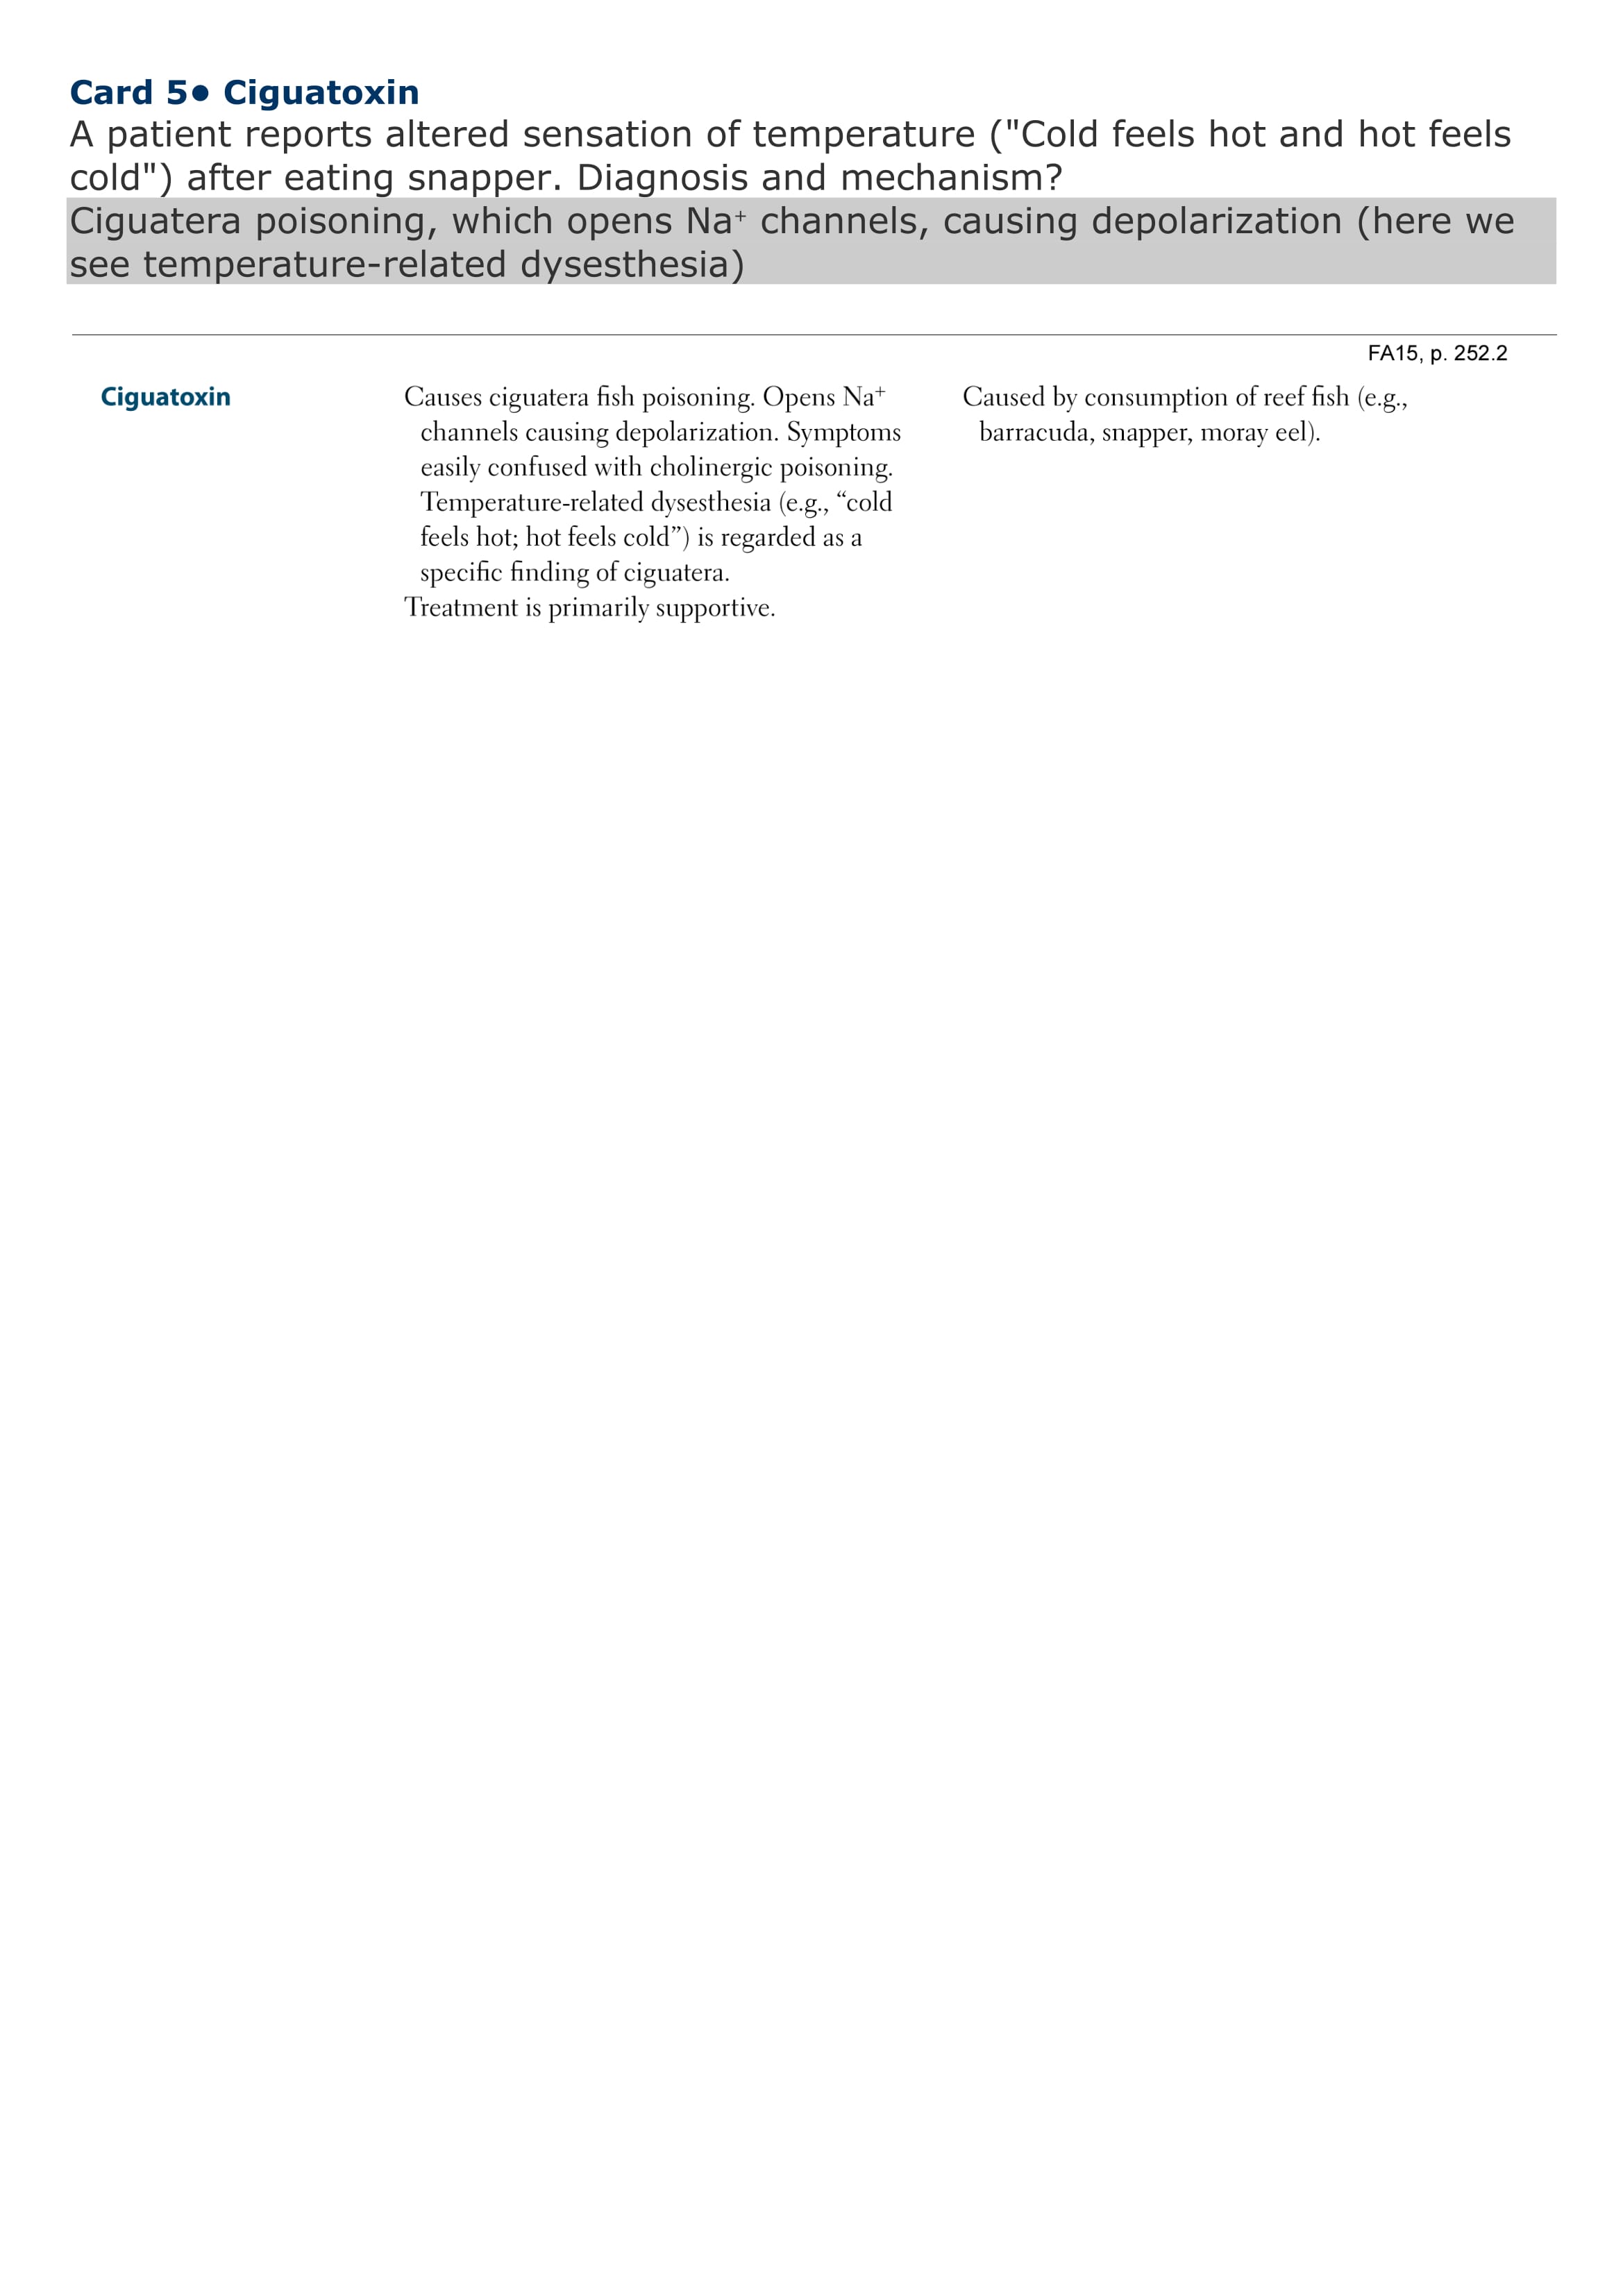 Card 5● Ciguatoxin
A patient reports altered sensation of temperature ("Cold feels hot and hot feels
cold") after eating snapper. Diagnosis and mechanism?
Ciguatera poisoning, which opens Na⁺ channels, causing depolarization (here we
see temperature-related dysesthesia)
FA15, p. 252.2
Ciguatoxin
Causes ciguatera fish poisoning. Opens Na⁺
channels causing depolarization. Symptoms
easily confused with cholinergic poisoning.
Temperature-related dysesthesia (e.g., “cold
feels hot; hot feels cold”) is regarded as a
specific finding of ciguatera.
Treatment is primarily supportive.
Caused by consumption of reef fish (e.g.,
barracuda, snapper, moray eel).